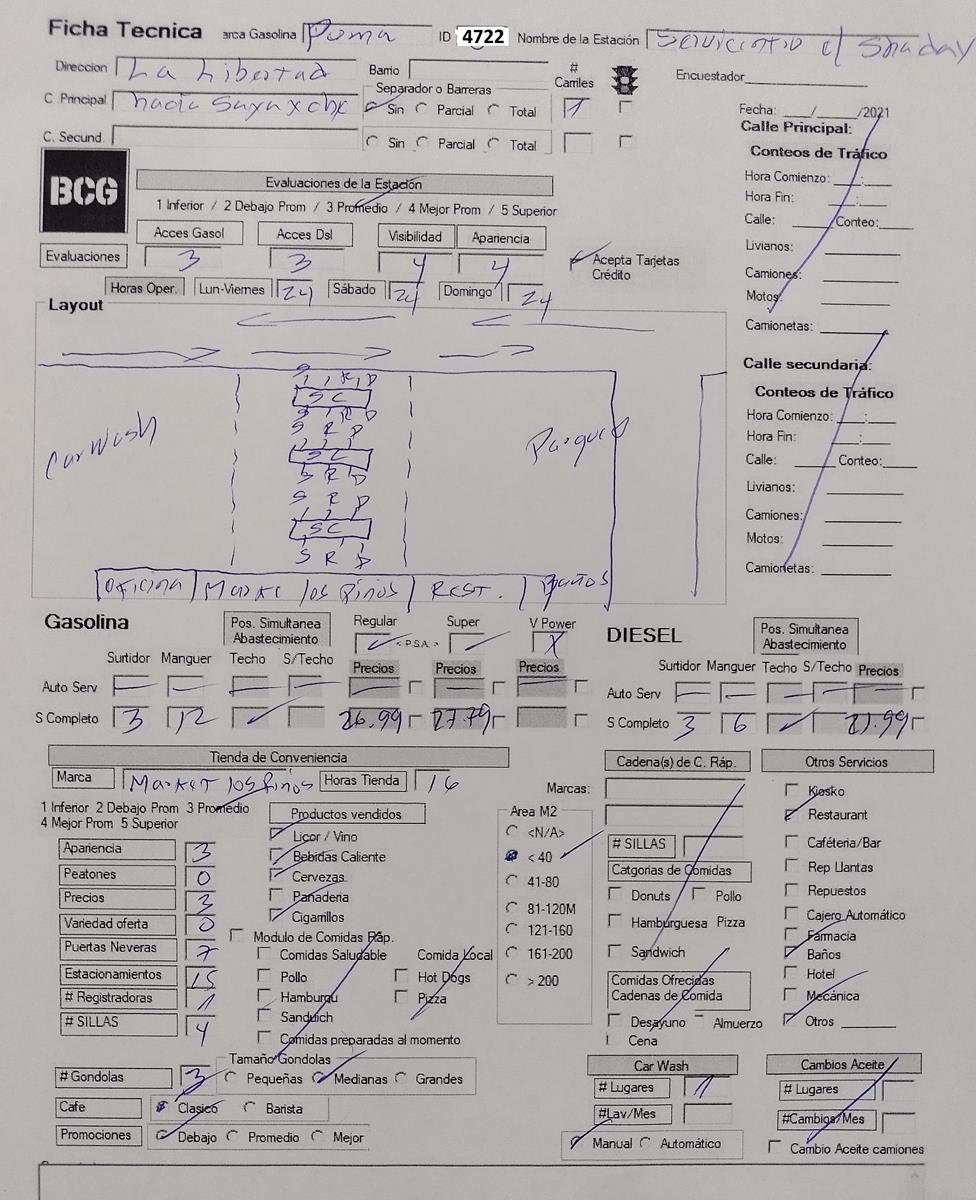 Ficha Tecnica arca Gasolina Puma ID 4722 Nombre de la Estación Servicentro el Shaday
Direccion La Libertad Barrio # Carriles Encuestador
C. Principal hacia Sayaxche Separador o Barreras Sin Parcial Total 1 Fecha: / /2021
C. Secund. Sin Parcial Total Calle Principal:
BCG
Evaluaciones de la Estación
1 Inferior / 2 Debajo Prom / 3 Promedio / 4 Mejor Prom / 5 Superior
Acces Gasol Acces Dsl Visibilidad Apariencia
Evaluaciones 3 3 4 4 Acepta Tarjetas Crédito
Horas Oper. Lun-Viernes 24 Sábado 24 Domingo 24
Conteos de Tráfico
Hora Comienzo: :
Hora Fin: :
Calle: Conteo:
Livianos:
Camiones:
Motos:
Camionetas:
Calle secundaria:
Conteos de Tráfico
Hora Comienzo: :
Hora Fin: :
Calle: Conteo:
Livianos:
Camiones:
Motos:
Camionetas:
Layout
S R D
SC
S R D
Car Wash
S R D
SC
S R D
Parqueo
S R D
SC
S R D
Oficina Market los pinos REST. Baños
Gasolina Pos. Simultanea Abastecimiento Regular < P.S.A. > Super V Power X
Surtidor Manguer Techo S/Techo Precios Precios Precios
Auto Serv
S Completo 3 12 26.99 27.79
DIESEL Pos. Simultanea Abastecimiento
Surtidor Manguer Techo S/Techo Precios
Auto Serv
S Completo 3 6 21.99
Tienda de Conveniencia
Marca Market los pinos Horas Tienda 16
1 Inferior 2 Debajo Prom 3 Promedio
4 Mejor Prom 5 Superior
Apariencia 3
Peatones 0
Precios 3
Variedad oferta 0
Puertas Neveras 7
Estacionamientos 15
# Registradoras 1
# SILLAS 4
Productos vendidos
Licor / Vino
Bebidas Caliente
Cervezas
Panaderia
Cigarrillos
Modulo de Comidas Ráp.
Comidas Saludable Comida Local
Pollo Hot Dogs
Hamburgu Pizza
Sandwich
Comidas preparadas al momento
Area M2
<N/A>
< 40
41-80
81-120M
121-160
161-200
> 200
# Gondolas 3 Tamaño Gondolas Pequeñas Medianas Grandes
Cafe Clasico Barista
Promociones Debajo Promedio Mejor
Cadena(s) de C. Ráp.
Marcas:
# SILLAS
Catgorias de Comidas
Donuts Pollo
Hamburguesa Pizza
Sandwich
Comidas Ofrecidas
Cadenas de Comida
Desayuno Almuerzo
Cena
Otros Servicios
Kiosko
Restaurant
Caféteria/Bar
Rep Llantas
Repuestos
Cajero Automático
Farmacia
Baños
Hotel
Mecánica
Otros
Car Wash
# Lugares 1
#Lav/Mes
Manual Automático
Cambios Aceite
# Lugares
#Cambios/Mes
Cambio Aceite camiones